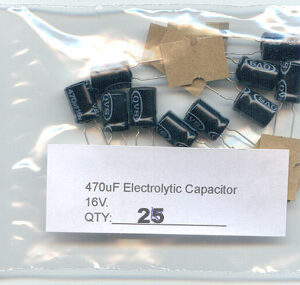 470uF Electrolytic Capacitor
16V.
QTY: 25